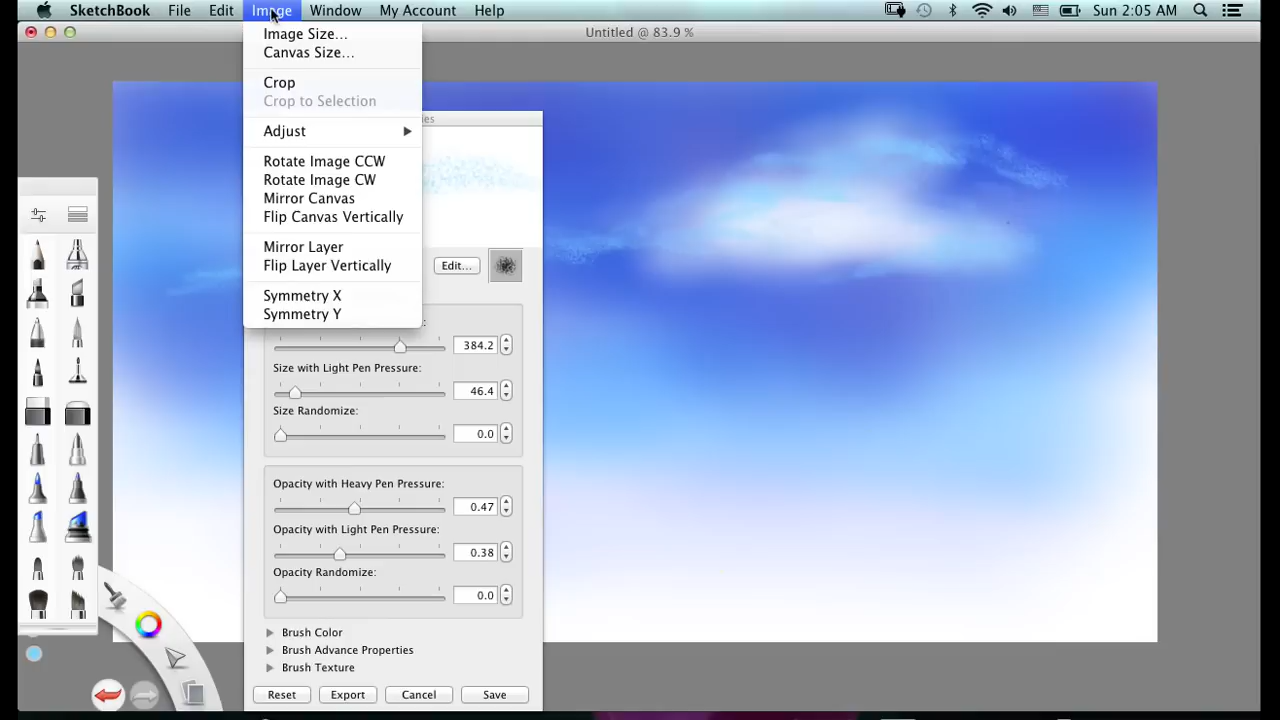 SketchBook File Edit Image Window My Account Help Sun 2:05 AM
Untitled @ 83.9 %
Image Size...
Canvas Size...
Crop
Crop to Selection
Adjust
Rotate Image CCW
Rotate Image CW
Mirror Canvas
Flip Canvas Vertically
Mirror Layer
Flip Layer Vertically
Symmetry X
Symmetry Y
Edit...
384.2
Size with Light Pen Pressure:
46.4
Size Randomize:
0.0
Opacity with Heavy Pen Pressure:
0.47
Opacity with Light Pen Pressure:
0.38
Opacity Randomize:
0.0
Brush Color
Brush Advance Properties
Brush Texture
Reset Export Cancel Save